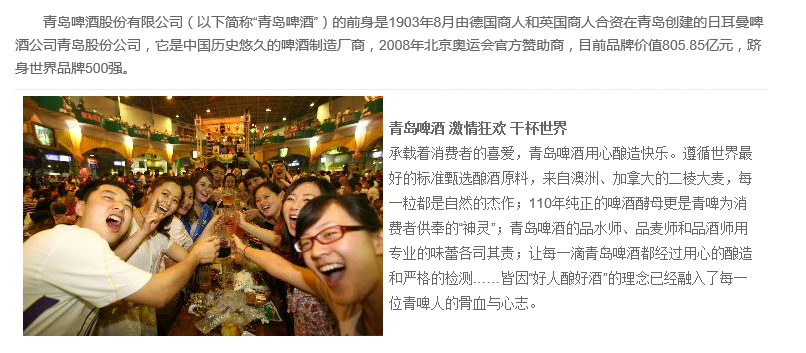 青岛啤酒股份有限公司（以下简称“青岛啤酒”）的前身是1903年8月由德国商人和英国商人合资在青岛创建的日耳曼啤
酒公司青岛股份公司，它是中国历史悠久的啤酒制造厂商，2008年北京奥运会官方赞助商，目前品牌价值805.85亿元，跻
身世界品牌500强。
青岛啤酒 激情狂欢 干杯世界
承载着消费者的喜爱，青岛啤酒用心酿造快乐。遵循世界最
好的标准甄选酿酒原料，来自澳洲、加拿大的二棱大麦，每
一粒都是自然的杰作；110年纯正的啤酒酵母更是青啤为消
费者供奉的“神灵”；青岛啤酒的品水师、品麦师和品酒师用
专业的味蕾各司其责；让每一滴青岛啤酒都经过用心的酿造
和严格的检测……皆因“好人酿好酒”的理念已经融入了每一
位青啤人的骨血与心志。